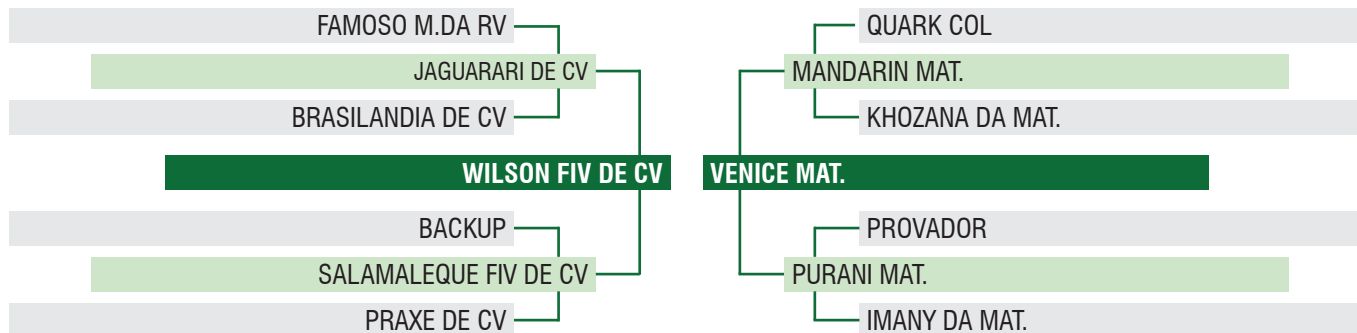 FAMOSO M.DA RV
JAGUARARI DE CV
BRASILANDIA DE CV
WILSON FIV DE CV
BACKUP
SALAMALEQUE FIV DE CV
PRAXE DE CV
QUARK COL
MANDARIN MAT.
KHOZANA DA MAT.
VENICE MAT.
PROVADOR
PURANI MAT.
IMANY DA MAT.